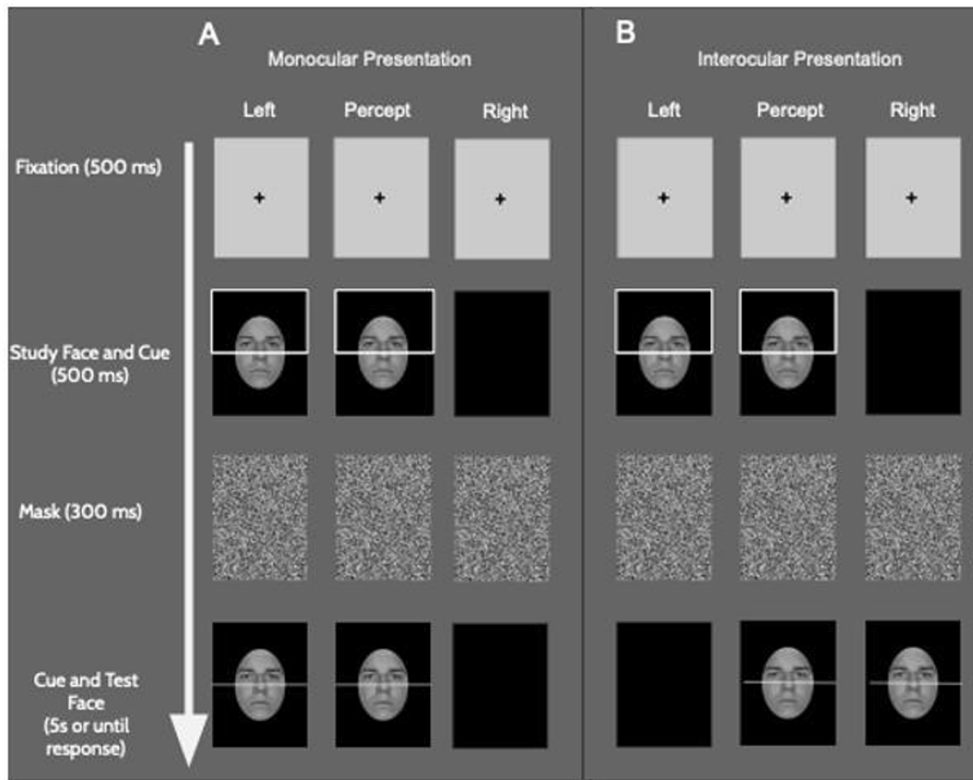 A
B
Monocular Presentation
Interocular Presentation
Left
Percept
Right
Left
Percept
Right
Fixation (500 ms)
Study Face and Cue
(500 ms)
Mask (300 ms)
Cue and Test
Face
(5s or until
response)